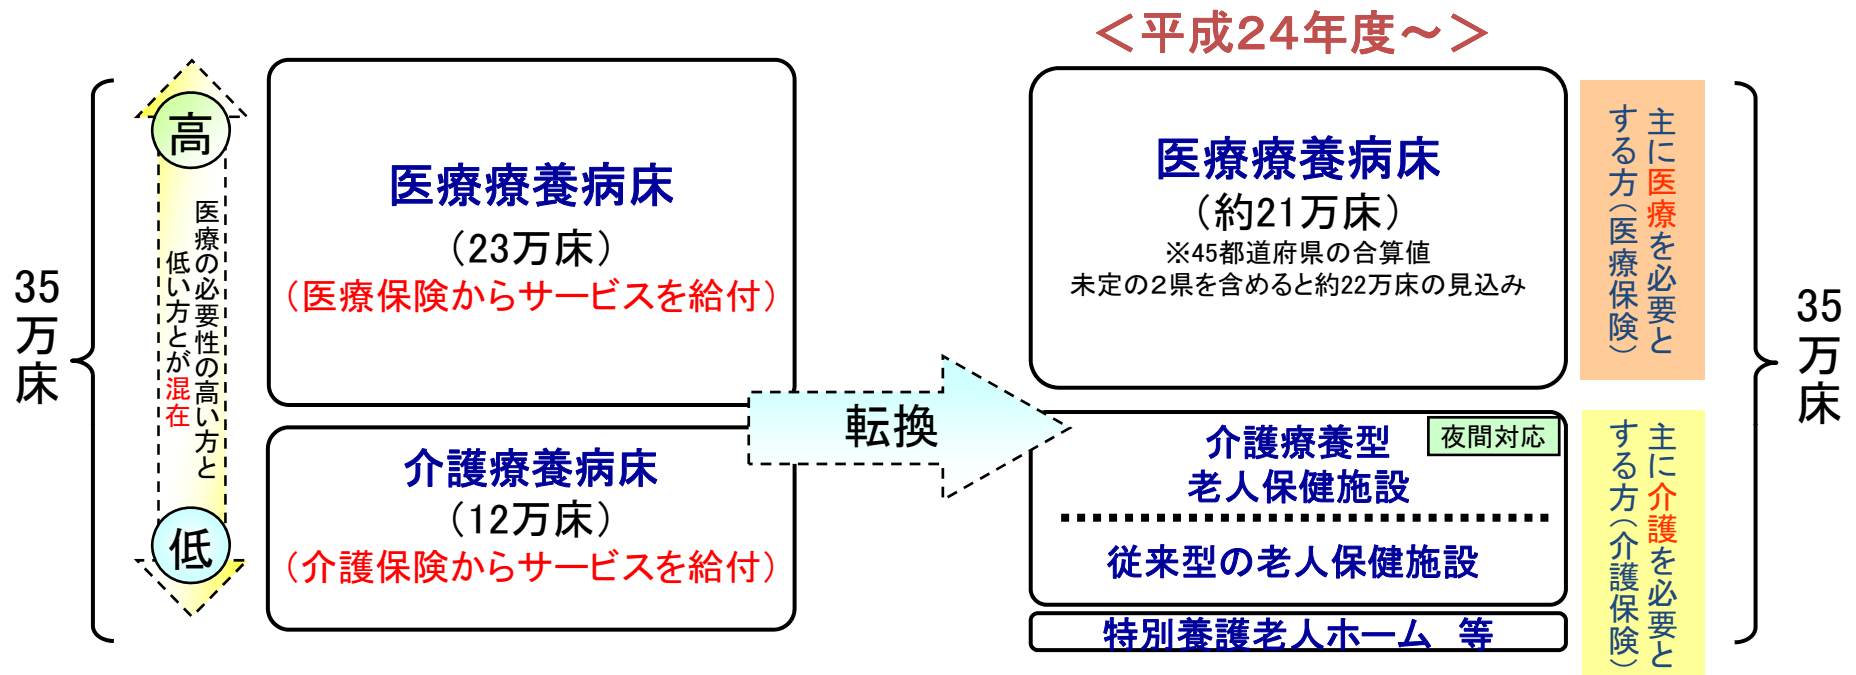 ＜平成２４年度～＞
35万床
高
医療の必要性の高い方と
低い方とが混在
低
医療療養病床
（23万床）
（医療保険からサービスを給付）
介護療養病床
（12万床）
（介護保険からサービスを給付）
転換
医療療養病床
（約21万床）
※45都道府県の合算値
未定の２県を含めると約22万床の見込み
介護療養型
老人保健施設
夜間対応
従来型の老人保健施設
特別養護老人ホーム　等
主に医療を必要と
する方（医療保険）
主に介護を必要と
する方（介護保険）
35万床